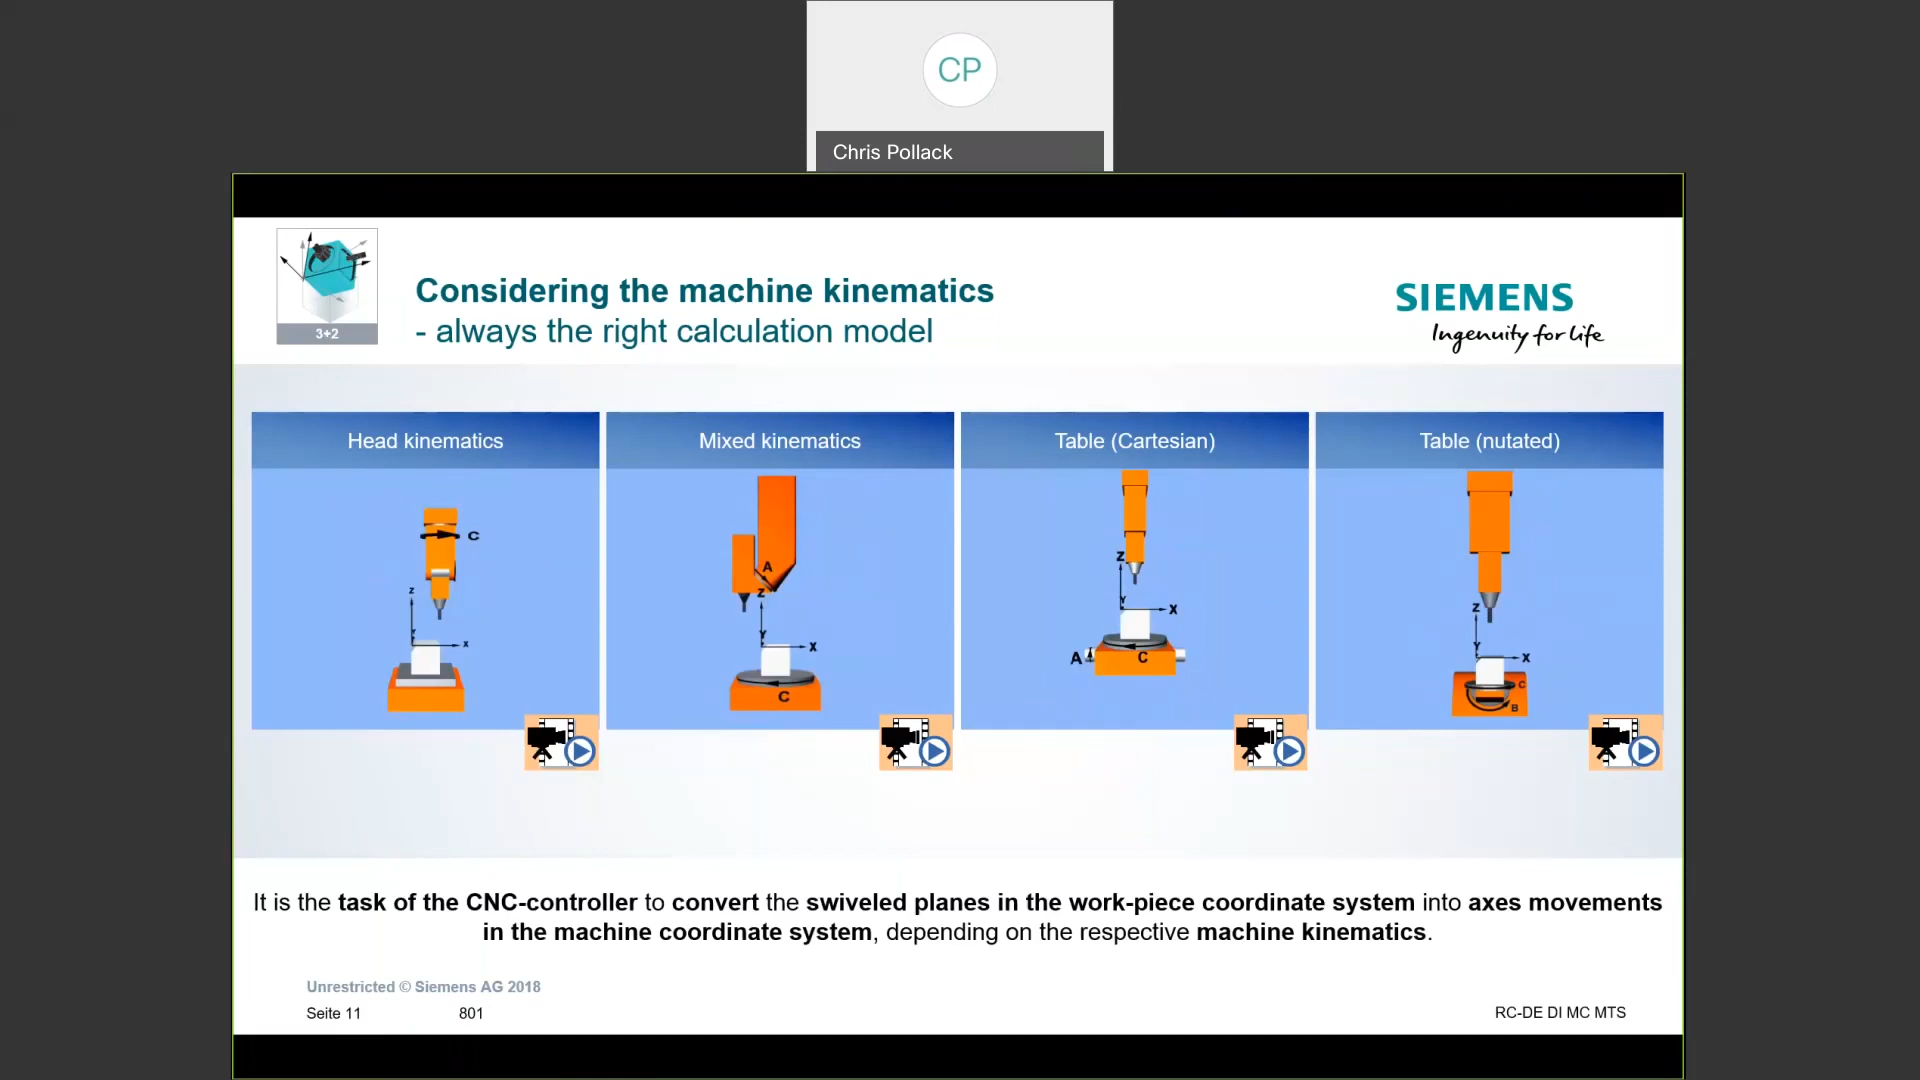 CP
Chris Pollack
3+2
Considering the machine kinematics
- always the right calculation model
SIEMENS
Ingenuity for life
Head kinematics
Mixed kinematics
Table (Cartesian)
Table (nutated)
C
Z
Y
X
A
Z
Y
X
C
Z
Y
X
A
C
Z
Y
X
C
B
It is the task of the CNC-controller to convert the swiveled planes in the work-piece coordinate system into axes movements
in the machine coordinate system, depending on the respective machine kinematics.
Unrestricted © Siemens AG 2018
Seite 11
801
RC-DE DI MC MTS